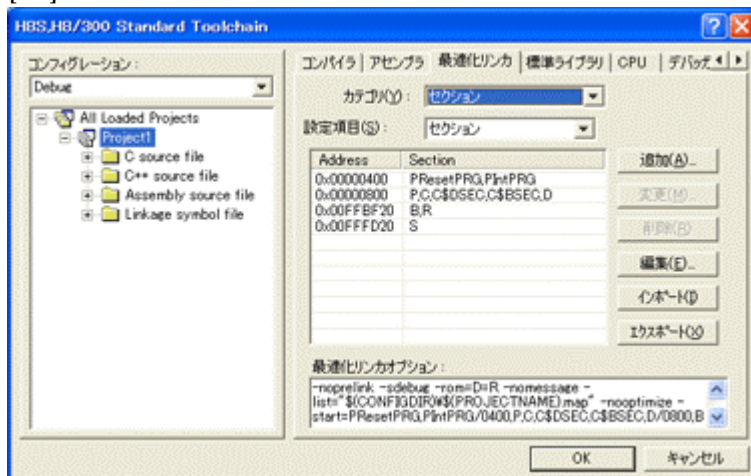 H8S,H8/300 Standard Toolchain
コンフィグレーション :
Debug
All Loaded Projects
Project1
C source file
C++ source file
Assembly source file
Linkage symbol file
コンパイラ アセンブラ 最適化リンカ 標準ライブラリ CPU デバッガ
カテゴリ(Y) : セクション
設定項目(S) : セクション
Address Section
0x00000400 PResetPRG,PIntPRG
0x00000800 P,C,C$DSEC,C$BSEC,D
0x00FFBF20 B,R
0x00FFFD20 S
追加(A)...
変更(M)...
削除(R)
編集(E)...
インポート(I)
エクスポート(X)
最適化リンカオプション :
-noprelink -sdebug -rom=D=R -nomessage -
list="$(CONFIGDIR)¥$(PROJECTNAME).map" -nooptimize -
start=PResetPRG,PIntPRG/0400,P,C,C$DSEC,C$BSEC,D/0800,B
OK キャンセル